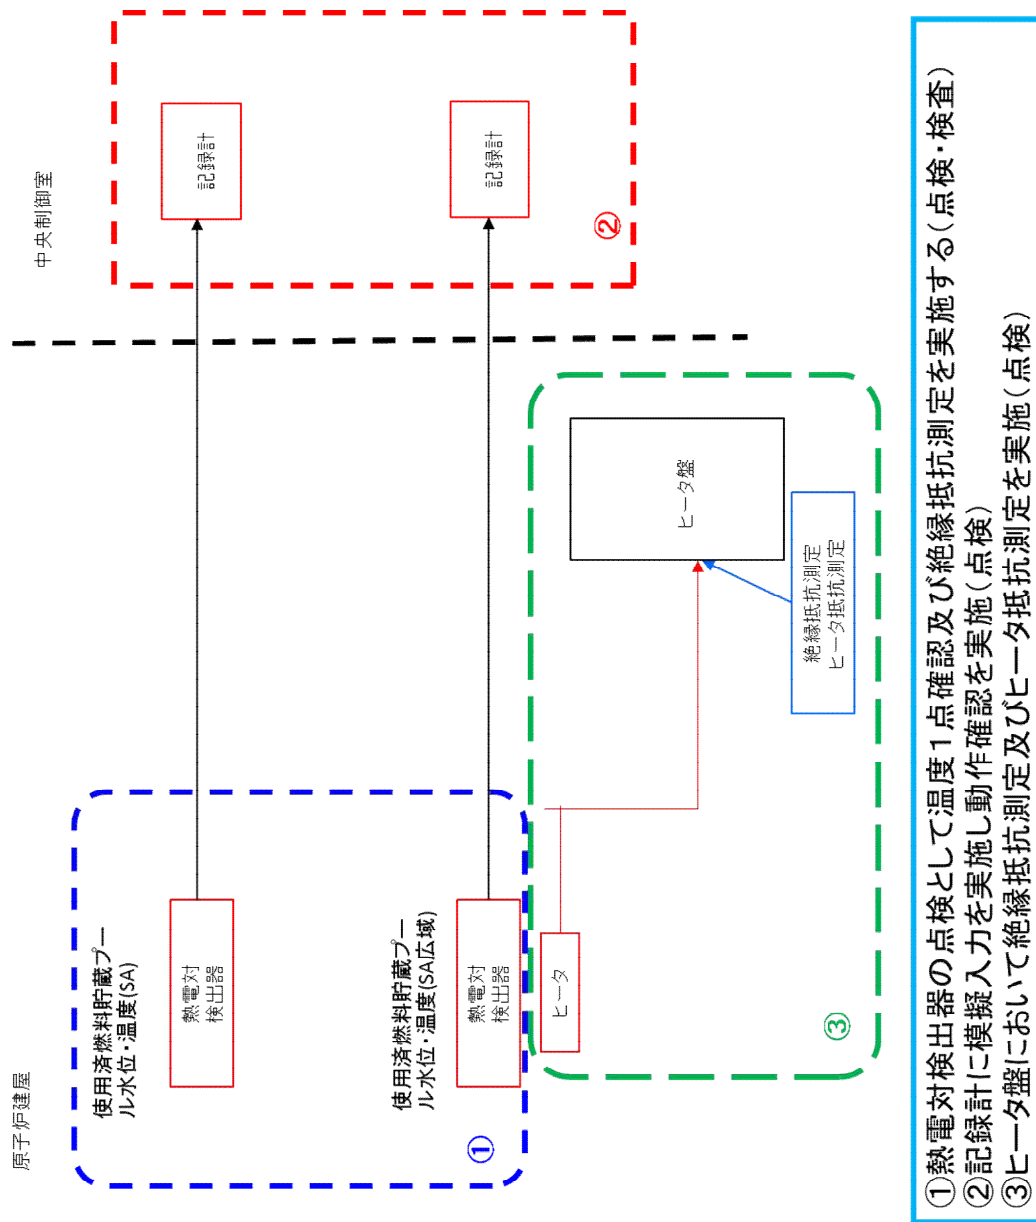 原子炉建屋
中央制御室
使用済燃料貯蔵プー
ル水位・温度(SA)
熱電対
検出器
記録計
使用済燃料貯蔵プー
ル水位・温度(SA広域)
熱電対
検出器
記録計
①
②
ヒータ
ヒータ盤
絶縁抵抗測定
ヒータ抵抗測定
③
①熱電対検出器の点検として温度1点確認及び絶縁抵抗測定を実施する(点検・検査)
②記録計に模擬入力を実施し動作確認を実施(点検)
③ヒータ盤において絶縁抵抗測定及びヒータ抵抗測定を実施(点検)